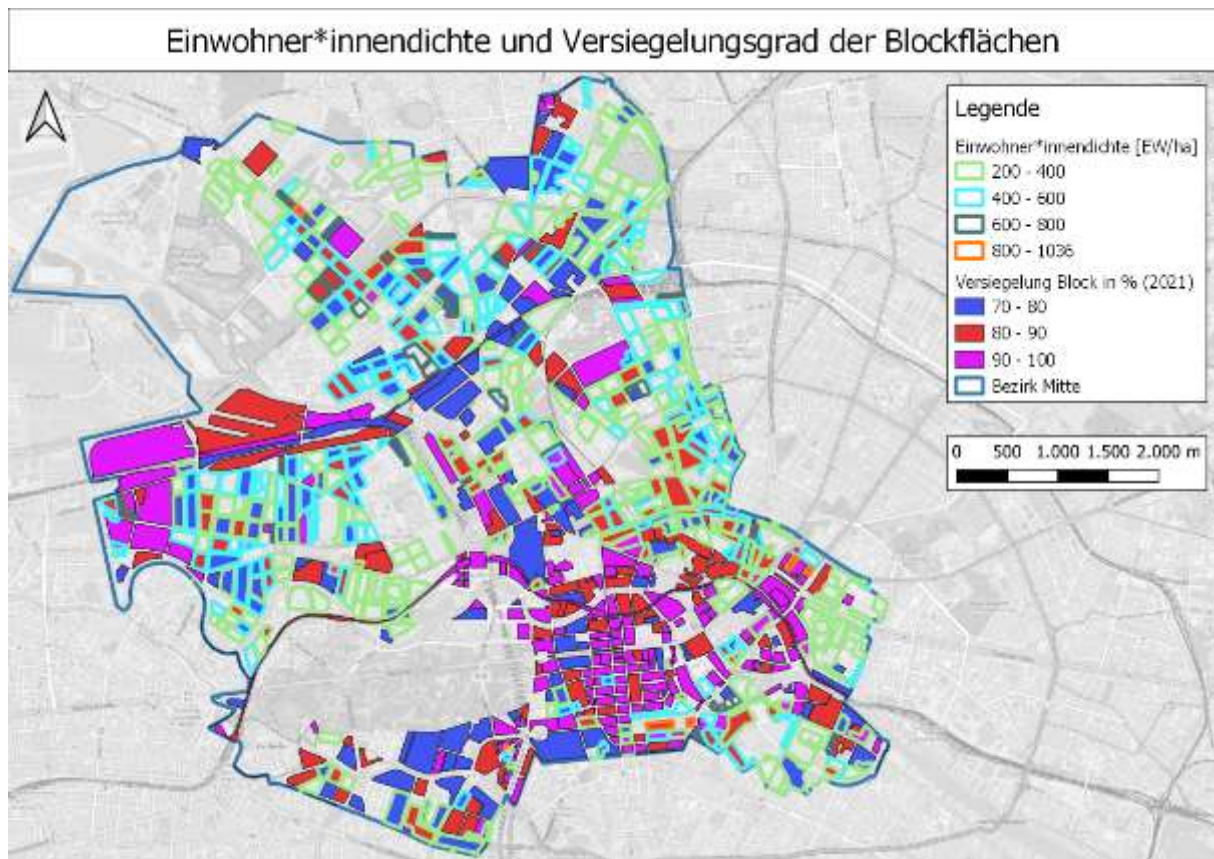 Einwohner*innendichte und Versiegelungsgrad der Blockflächen
Legende
Einwohner*innendichte [EW/ha]
200 - 400
400 - 600
600 - 800
800 - 1036
Versiegelung Block in % (2021)
70 - 80
80 - 90
90 - 100
Bezirk Mitte
0 500 1.000 1.500 2.000 m